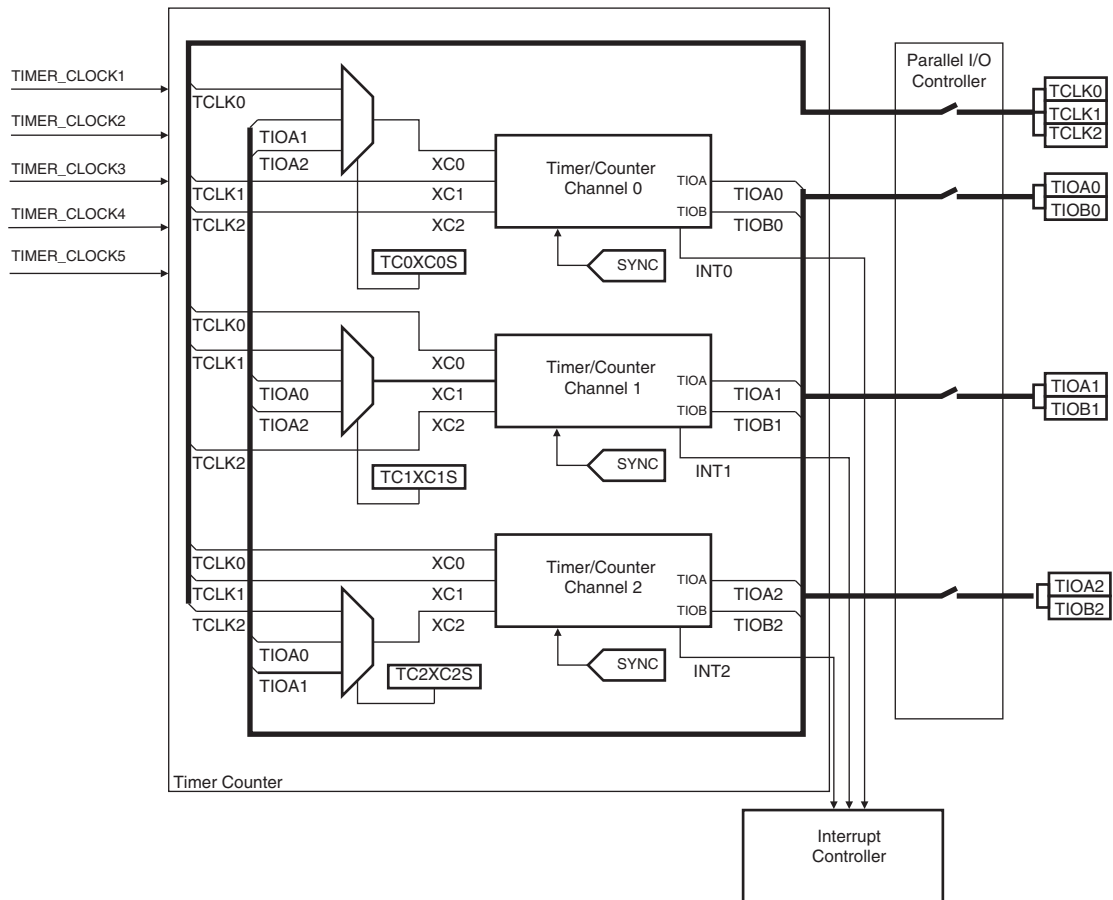 TIMER_CLOCK1
TIMER_CLOCK2
TIMER_CLOCK3
TIMER_CLOCK4
TIMER_CLOCK5
TCLK0
TIOA1
TIOA2
TCLK1
TCLK2
XC0
XC1
XC2
TC0XC0S
Timer/Counter
Channel 0
TIOA
TIOB
TIOA0
TIOB0
SYNC
INT0
TCLK0
TCLK1
TIOA0
TIOA2
TCLK2
XC0
XC1
XC2
TC1XC1S
Timer/Counter
Channel 1
TIOA
TIOB
TIOA1
TIOB1
SYNC
INT1
TCLK0
TCLK1
TCLK2
TIOA0
TIOA1
XC0
XC1
XC2
TC2XC2S
Timer/Counter
Channel 2
TIOA
TIOB
TIOA2
TIOB2
SYNC
INT2
Timer Counter
Parallel I/O
Controller
TCLK0
TCLK1
TCLK2
TIOA0
TIOB0
TIOA1
TIOB1
TIOA2
TIOB2
Interrupt
Controller